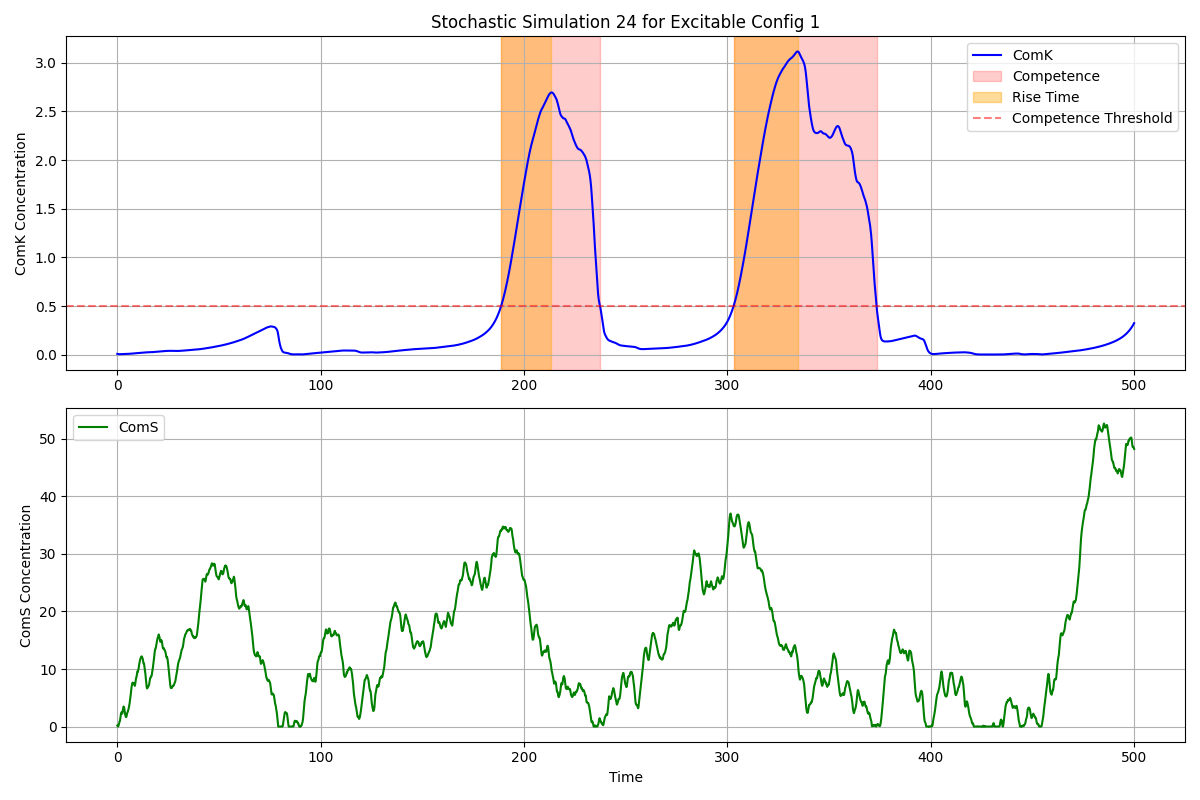 Stochastic Simulation 24 for Excitable Config 1
ComK Concentration
3.0
2.5
2.0
1.5
1.0
0.5
0.0
ComK
Competence
Rise Time
Competence Threshold
0 100 200 300 400 500
ComS Concentration
50
40
30
20
10
0
ComS
0 100 200 300 400 500
Time